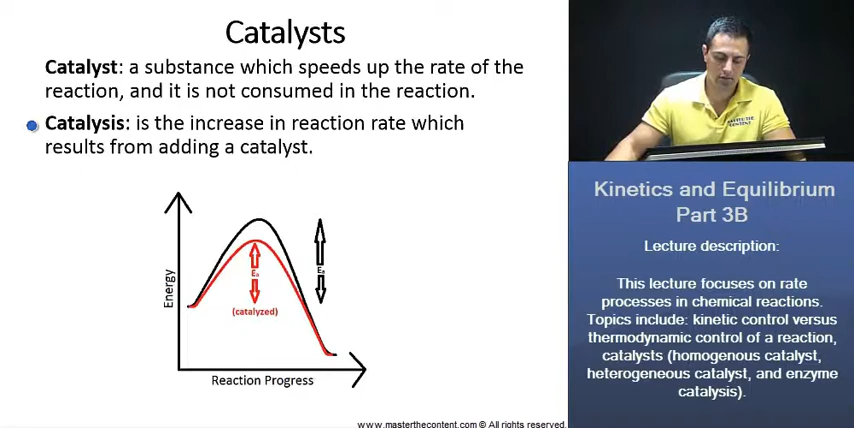 Catalysts
Catalyst: a substance which speeds up the rate of the
reaction, and it is not consumed in the reaction.
Catalysis: is the increase in reaction rate which
results from adding a catalyst.
Energy
Ea
(catalyzed)
Ea
Reaction Progress
www.masterthecontent.com © All rights reserved.
MASTER THE
CONTENT
Kinetics and Equilibrium
Part 3B
Lecture description:
This lecture focuses on rate
processes in chemical reactions.
Topics include: kinetic control versus
thermodynamic control of a reaction,
catalysts (homogenous catalyst,
heterogeneous catalyst, and enzyme
catalysis).